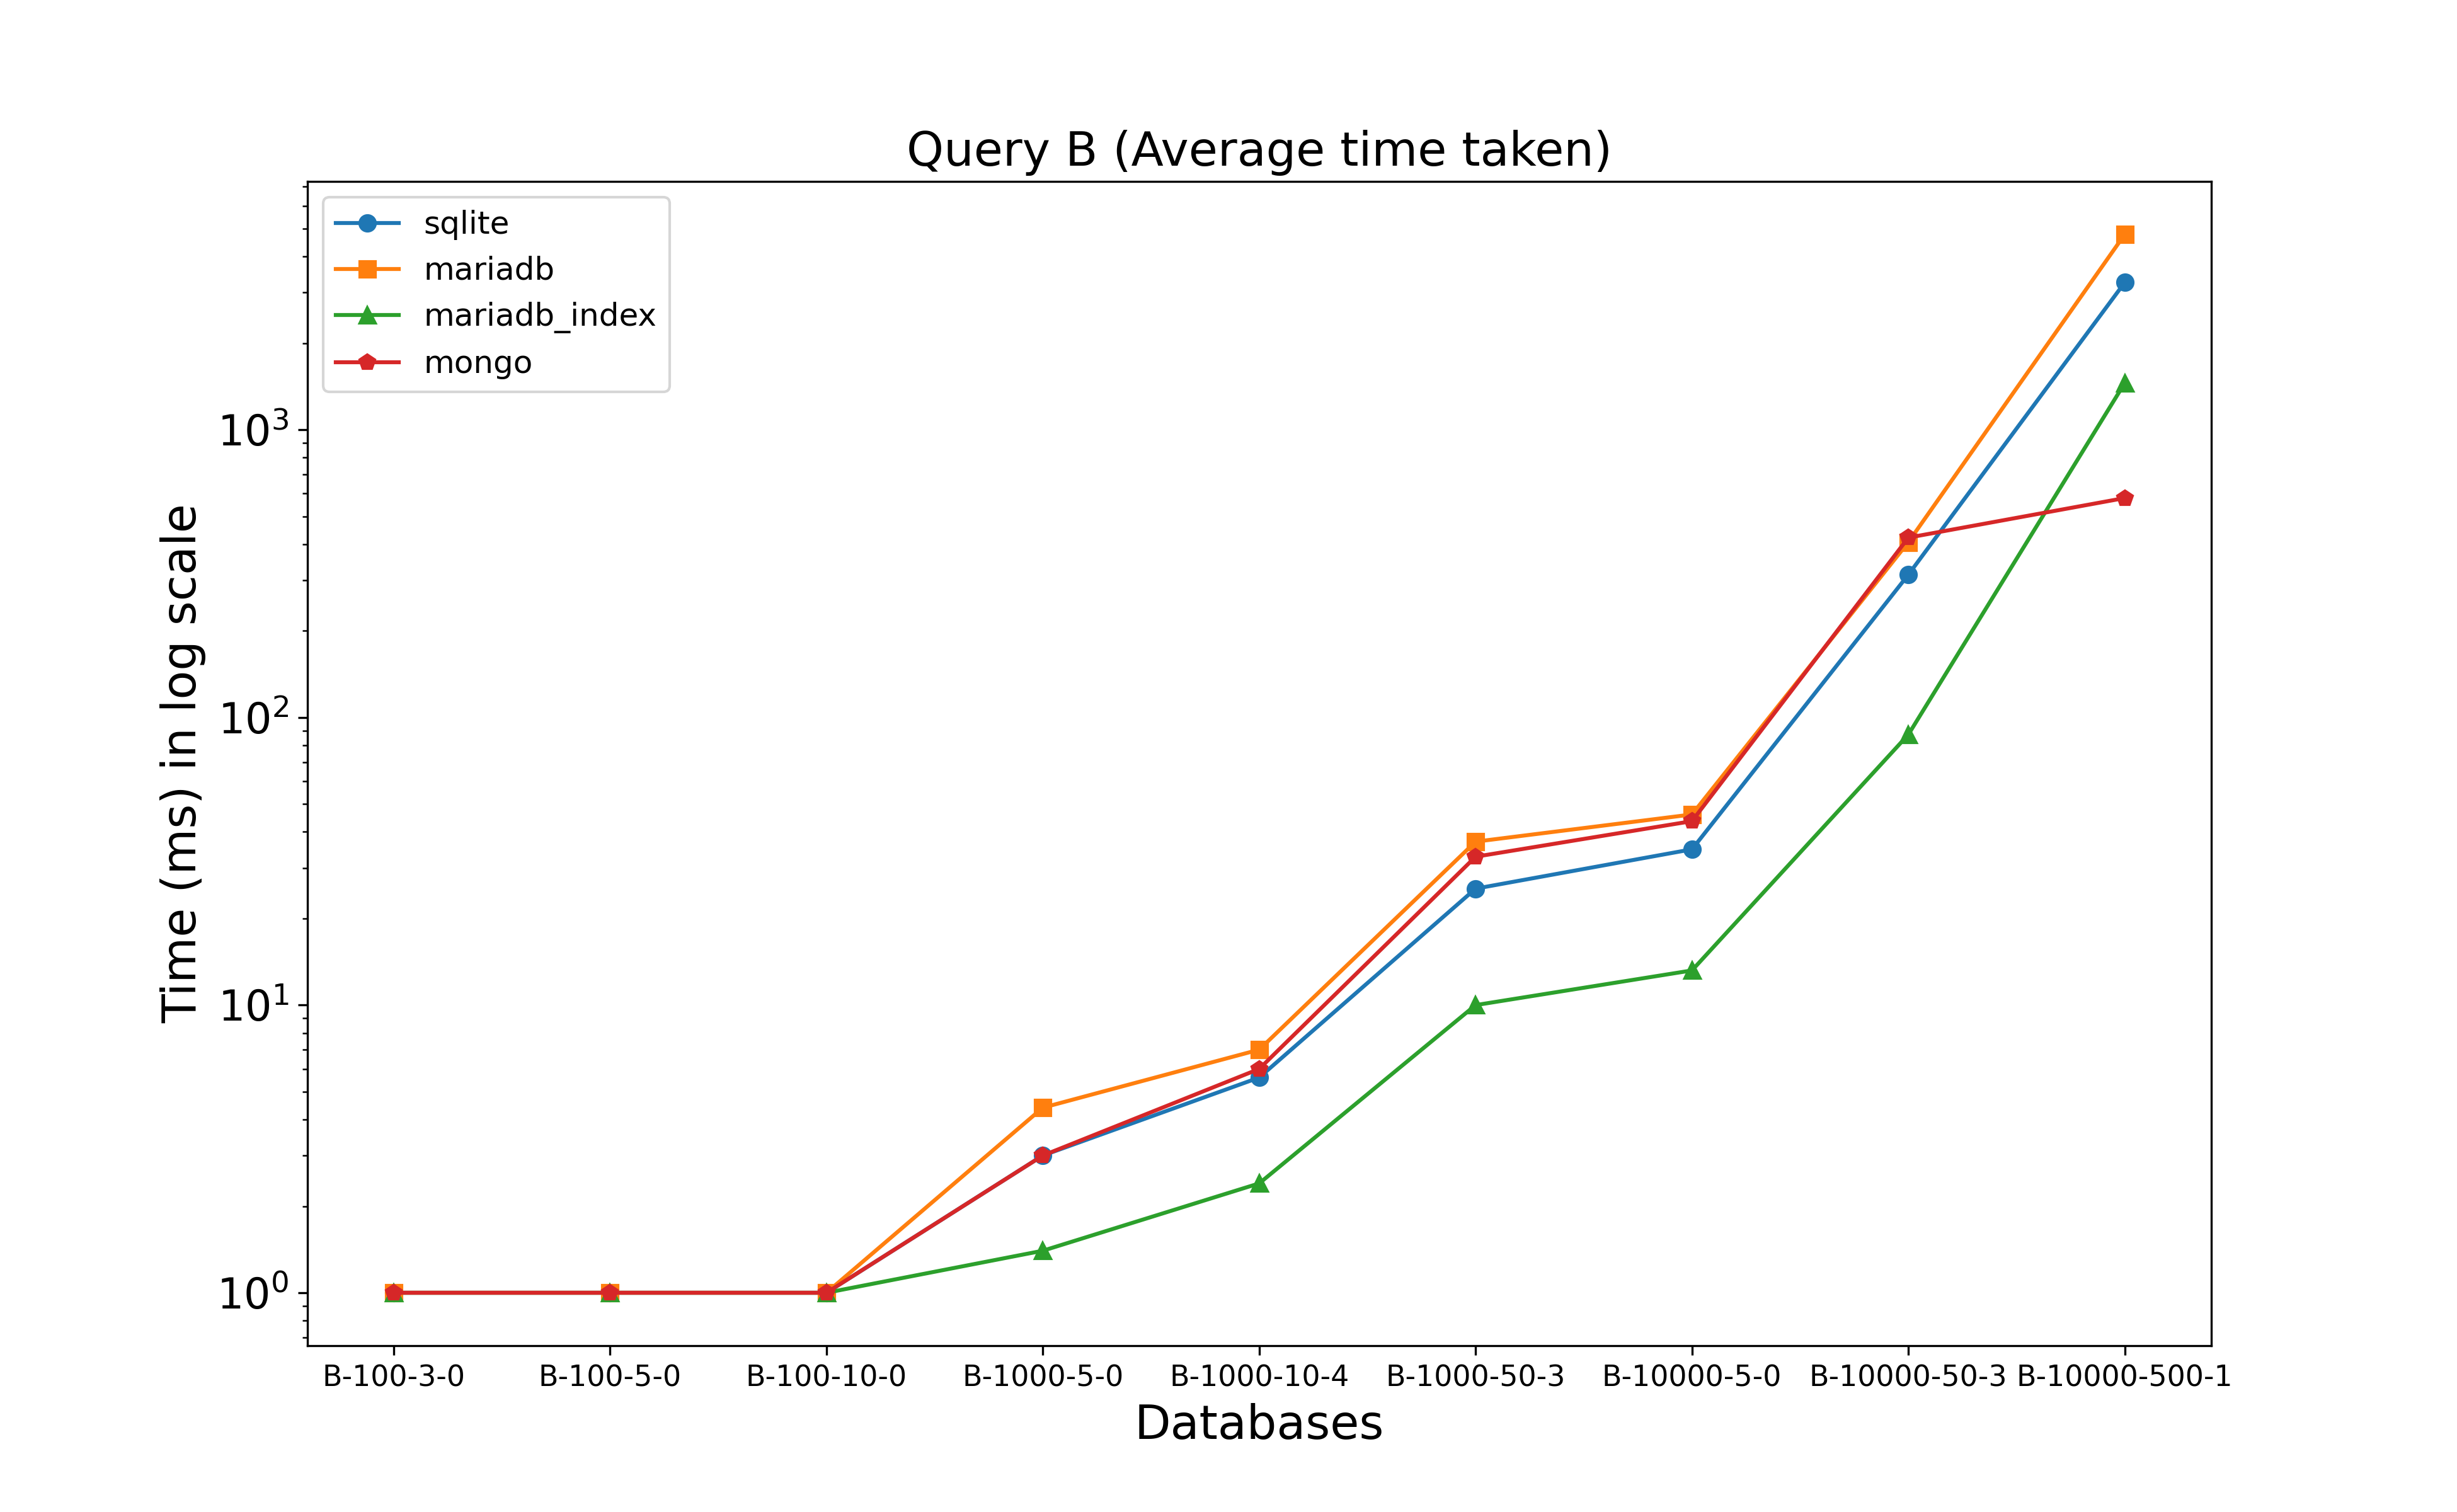 Query B (Average time taken)
sqlite
mariadb
mariadb_index
mongo
10³
10²
10¹
10⁰
Time (ms) in log scale
B-100-3-0 B-100-5-0 B-100-10-0 B-1000-5-0 B-1000-10-4 B-1000-50-3 B-10000-5-0 B-10000-50-3 B-10000-500-1
Databases